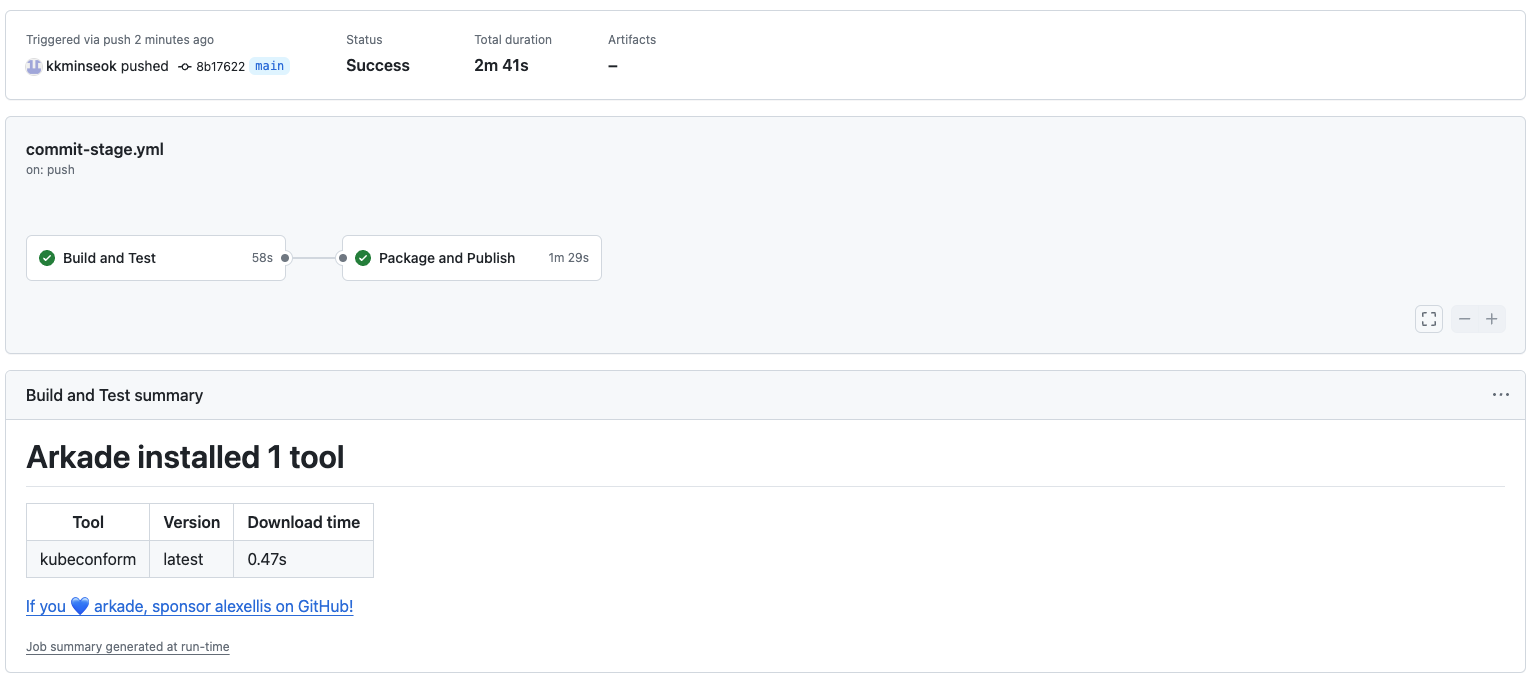 Triggered via push 2 minutes ago
kkminseok pushed 8b17622 main
Status
Success
Total duration
2m 41s
Artifacts
–
commit-stage.yml
on: push
Build and Test 58s
Package and Publish 1m 29s
Build and Test summary
Arkade installed 1 tool
Tool Version Download time
kubeconform latest 0.47s
If you 💙 arkade, sponsor alexellis on GitHub!
Job summary generated at run-time